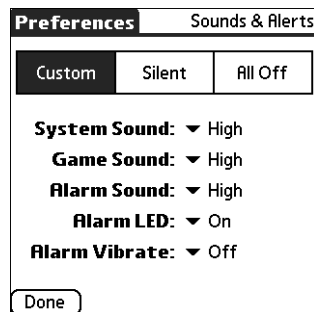 Preferences Sounds & Alerts
Custom Silent All Off
System Sound: High
Game Sound: High
Alarm Sound: High
Alarm LED: On
Alarm Vibrate: Off
Done